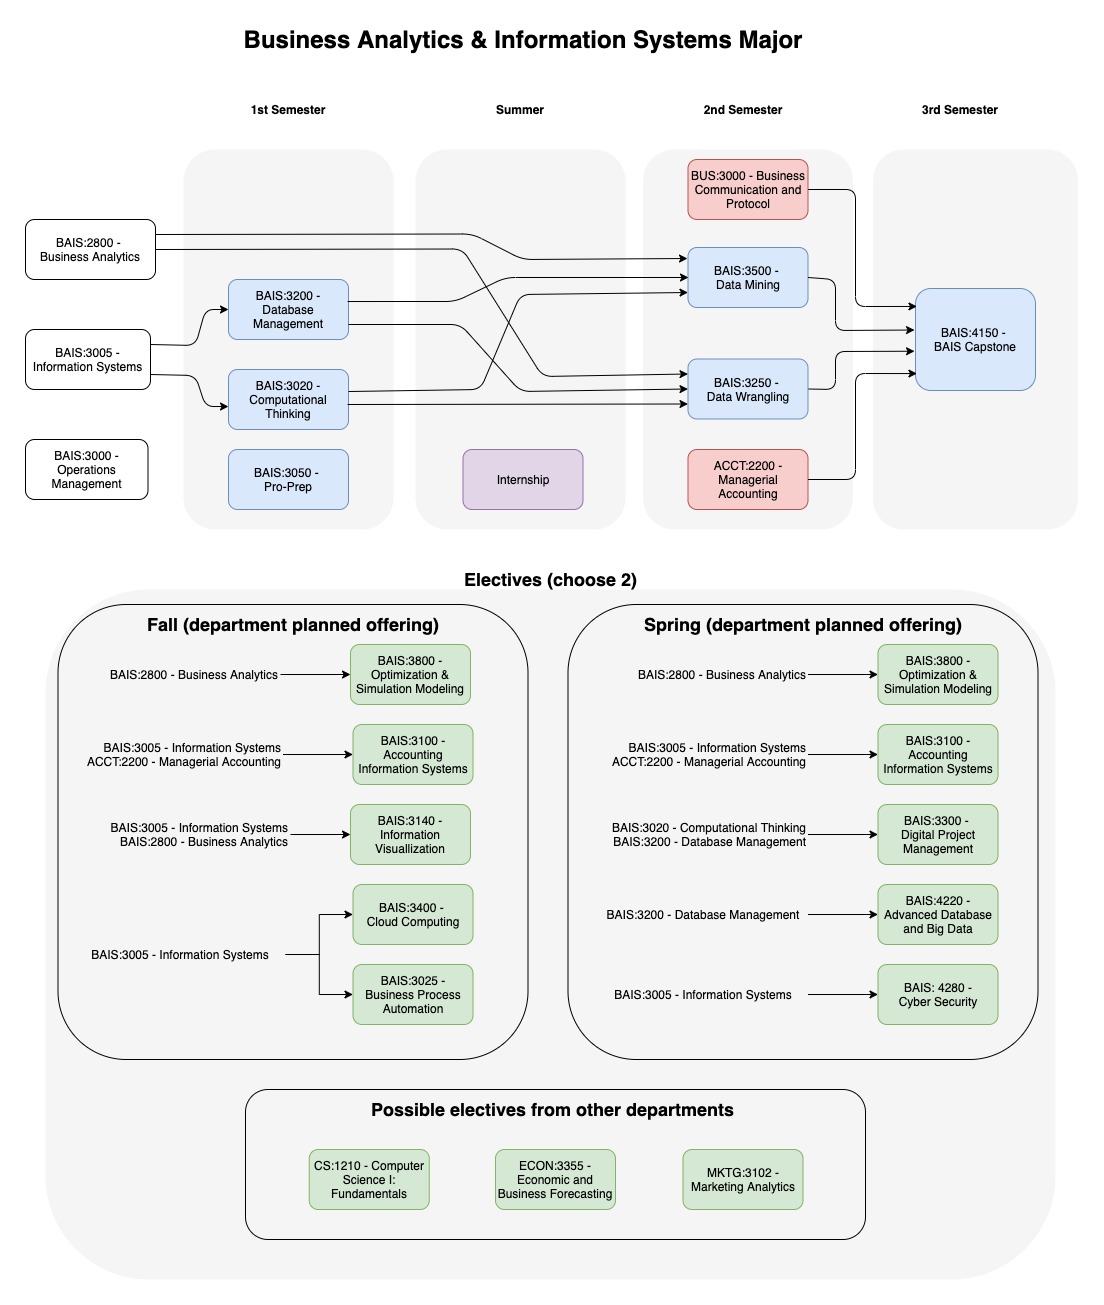 Business Analytics & Information Systems Major
1st Semester
Summer
2nd Semester
3rd Semester
BAIS:2800 -
Business Analytics
BAIS:3005 -
Information Systems
BAIS:3000 -
Operations
Management
BAIS:3200 -
Database
Management
BAIS:3020 -
Computational
Thinking
BAIS:3050 -
Pro-Prep
Internship
BUS:3000 - Business
Communication and
Protocol
BAIS:3500 -
Data Mining
BAIS:3250 -
Data Wrangling
ACCT:2200 -
Managerial
Accounting
BAIS:4150 -
BAIS Capstone
Electives (choose 2)
Fall (department planned offering)
BAIS:2800 - Business Analytics
BAIS:3800 -
Optimization &
Simulation Modeling
BAIS:3005 - Information Systems
ACCT:2200 - Managerial Accounting
BAIS:3100 -
Accounting
Information Systems
BAIS:3005 - Information Systems
BAIS:2800 - Business Analytics
BAIS:3140 -
Information
Visuallization
BAIS:3005 - Information Systems
BAIS:3400 -
Cloud Computing
BAIS:3025 -
Business Process
Automation
Spring (department planned offering)
BAIS:2800 - Business Analytics
BAIS:3800 -
Optimization &
Simulation Modeling
BAIS:3005 - Information Systems
ACCT:2200 - Managerial Accounting
BAIS:3100 -
Accounting
Information Systems
BAIS:3020 - Computational Thinking
BAIS:3200 - Database Management
BAIS:3300 -
Digital Project
Management
BAIS:3200 - Database Management
BAIS:4220 -
Advanced Database
and Big Data
BAIS:3005 - Information Systems
BAIS: 4280 -
Cyber Security
Possible electives from other departments
CS:1210 - Computer
Science I:
Fundamentals
ECON:3355 -
Economic and
Business Forecasting
MKTG:3102 -
Marketing Analytics